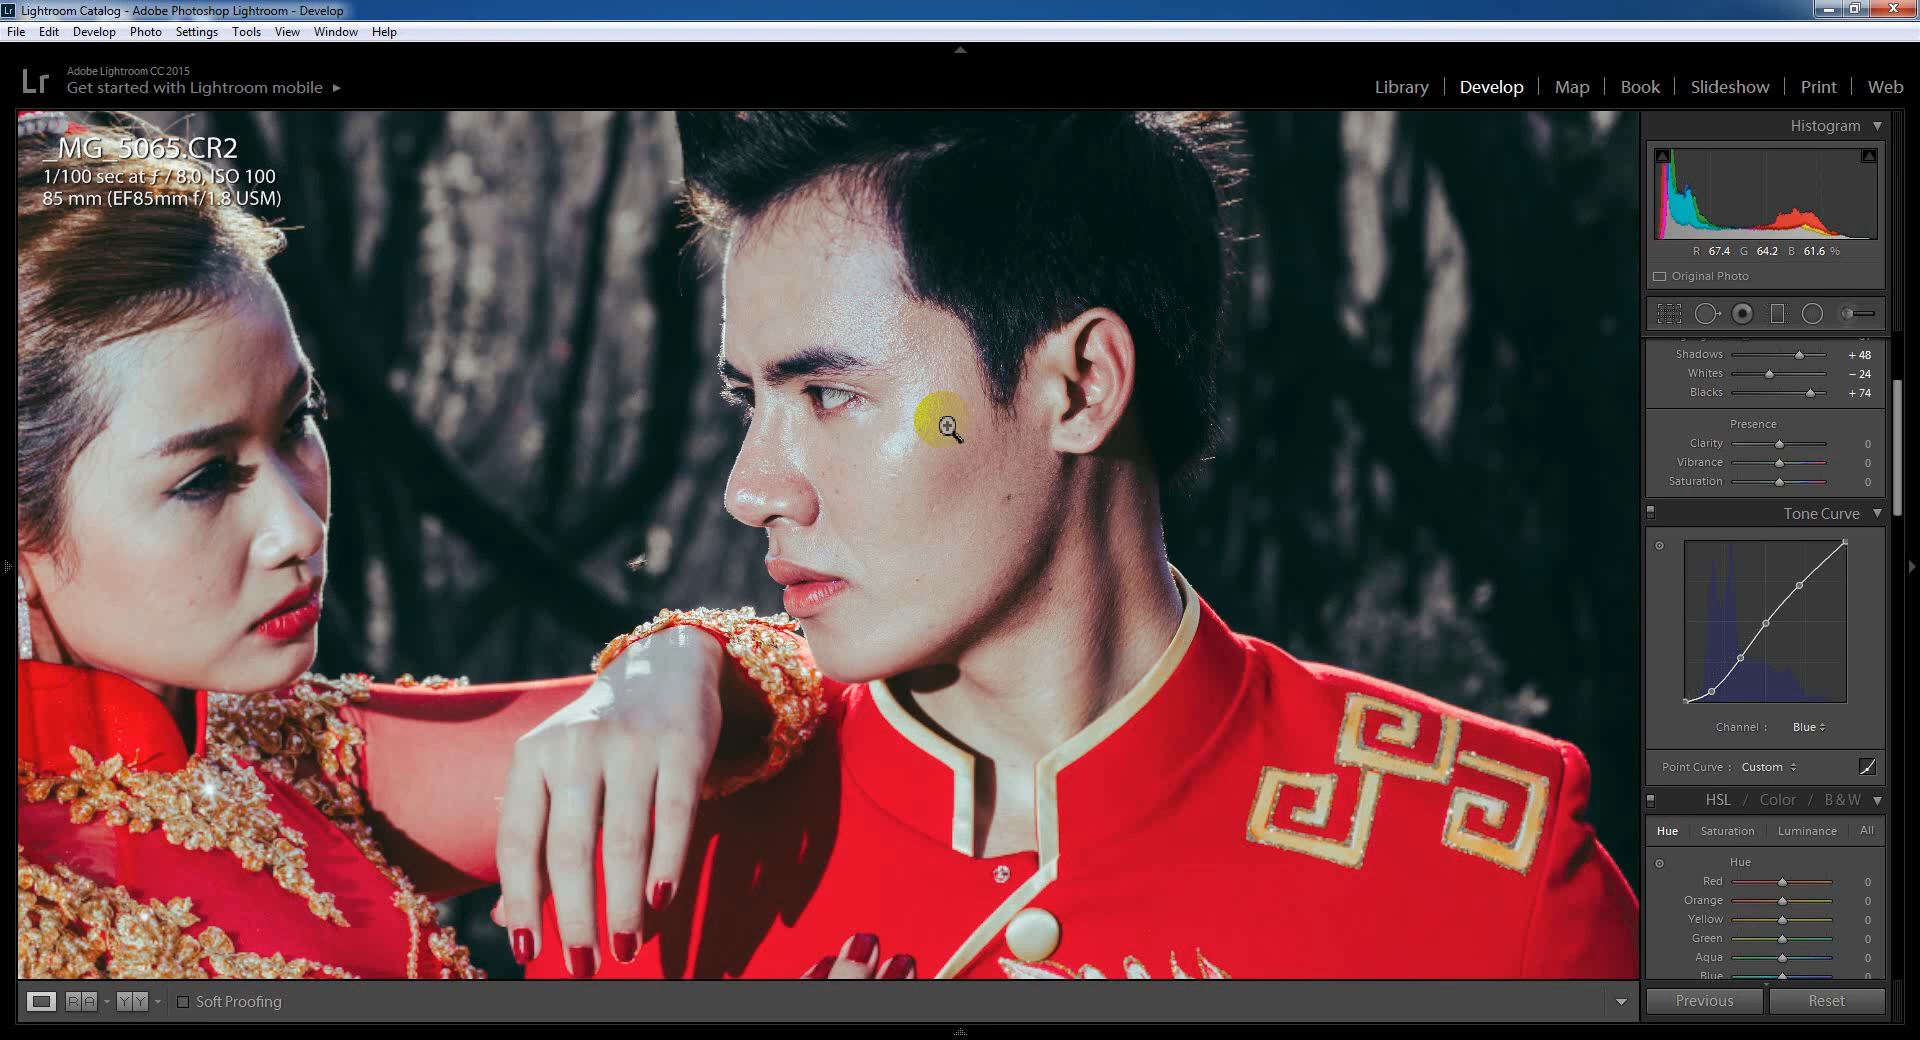 Lightroom Catalog - Adobe Photoshop Lightroom - Develop
File Edit Develop Photo Settings Tools View Window Help
Lr
Adobe Lightroom CC 2015
Get started with Lightroom mobile
Library Develop Map Book Slideshow Print Web
_MG_5065.CR2
1/100 sec at ƒ / 8.0, ISO 100
85 mm (EF85mm f/1.8 USM)
Histogram
R 67.4 G 64.2 B 61.6 %
Original Photo
Shadows + 48
Whites − 24
Blacks + 74
Presence
Clarity 0
Vibrance 0
Saturation 0
Tone Curve
Channel : Blue
Point Curve : Custom
HSL / Color / B & W
Hue Saturation Luminance All
Hue
Red 0
Orange 0
Yellow 0
Green 0
Aqua 0
Blue 0
R A Y Y Soft Proofing
Previous Reset